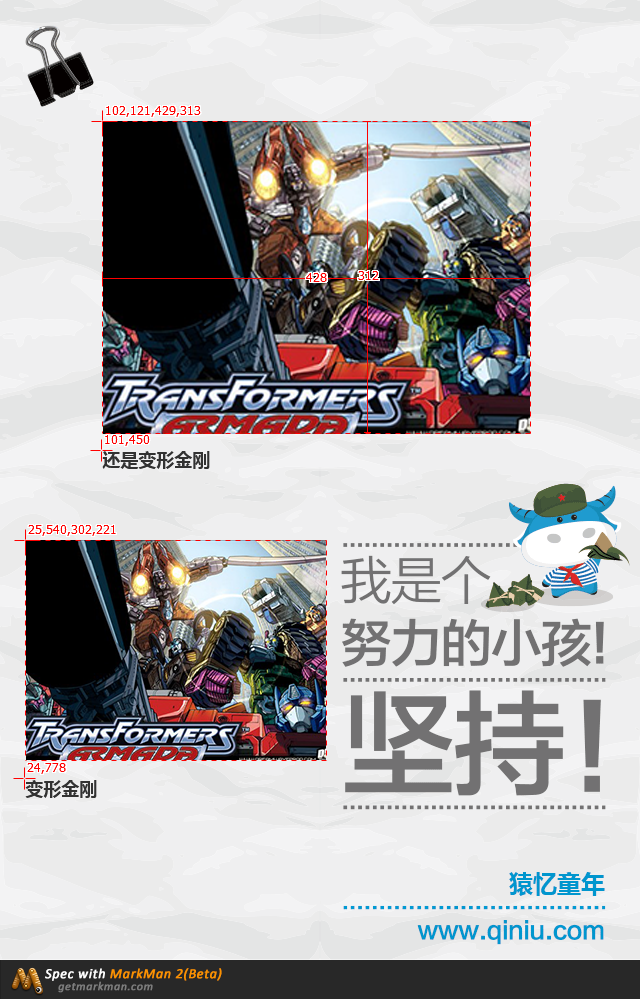 102,121,429,313
428
312
TRANSFORMERS
ARMADA
101,450
还是变形金刚
25,540,302,221
TRANSFORMERS
ARMADA
24,778
变形金刚
我是个
努力的小孩!
坚持!
猿忆童年
www.qiniu.com
Spec with MarkMan 2(Beta)
getmarkman.com